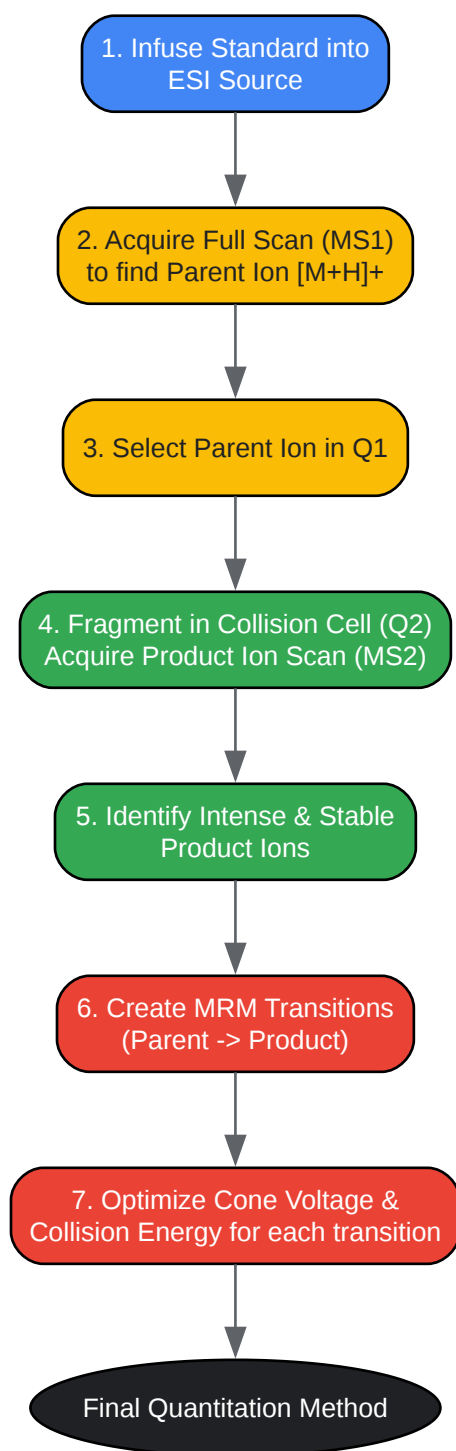 1. Infuse Standard into
ESI Source
2. Acquire Full Scan (MS1)
to find Parent Ion [M+H]+
3. Select Parent Ion in Q1
4. Fragment in Collision Cell (Q2)
Acquire Product Ion Scan (MS2)
5. Identify Intense & Stable
Product Ions
6. Create MRM Transitions
(Parent -> Product)
7. Optimize Cone Voltage &
Collision Energy for each transition
Final Quantitation Method